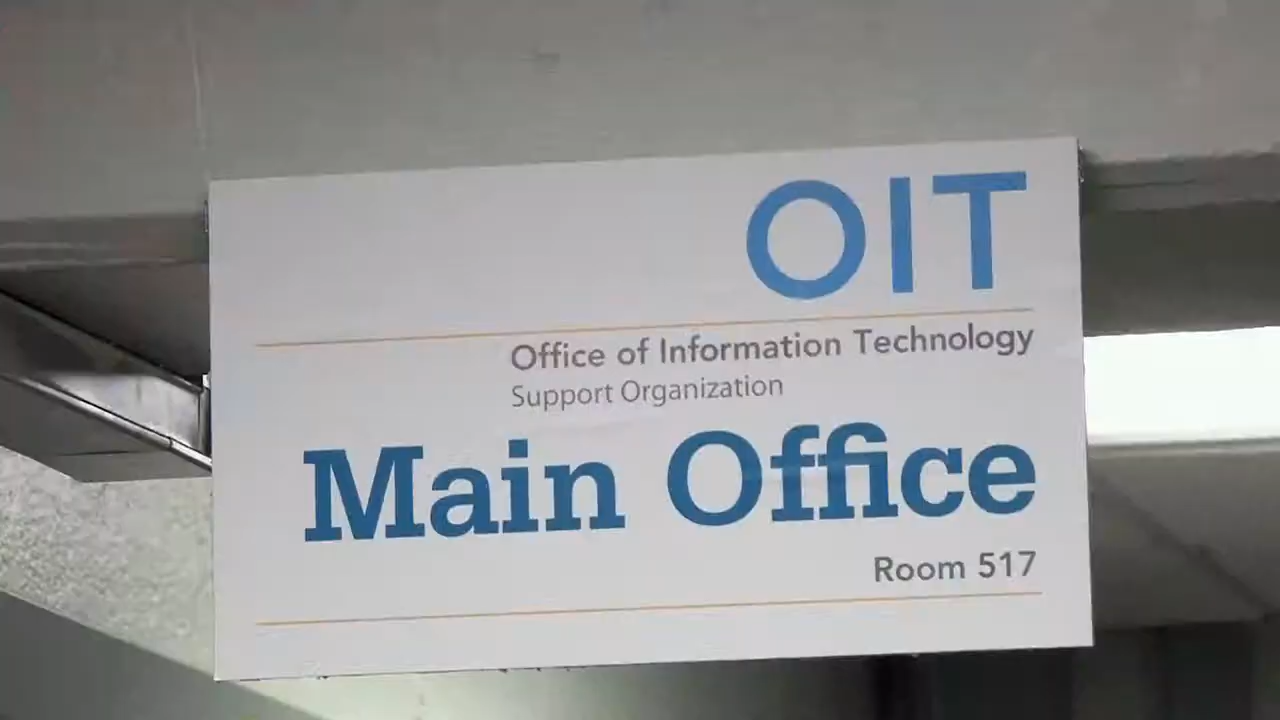 OIT
Office of Information Technology
Support Organization
Main Office
Room 517